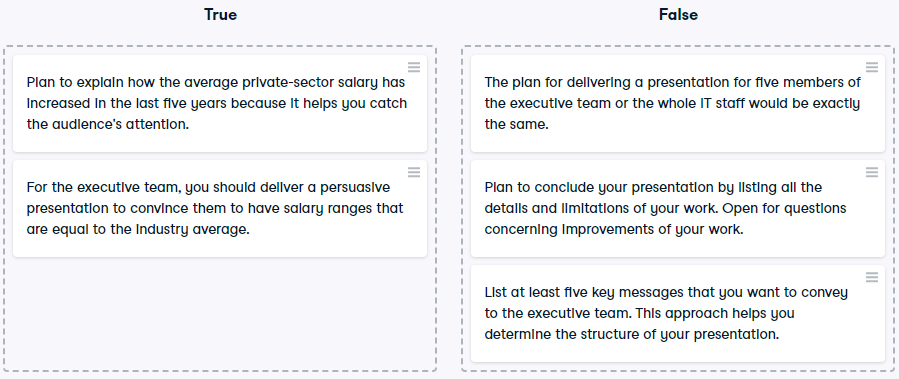 True
Plan to explain how the average private-sector salary has
increased in the last five years because it helps you catch
the audience's attention.
For the executive team, you should deliver a persuasive
presentation to convince them to have salary ranges that
are equal to the industry average.
False
The plan for delivering a presentation for five members of
the executive team or the whole IT staff would be exactly
the same.
Plan to conclude your presentation by listing all the
details and limitations of your work. Open for questions
concerning improvements of your work.
List at least five key messages that you want to convey
to the executive team. This approach helps you
determine the structure of your presentation.